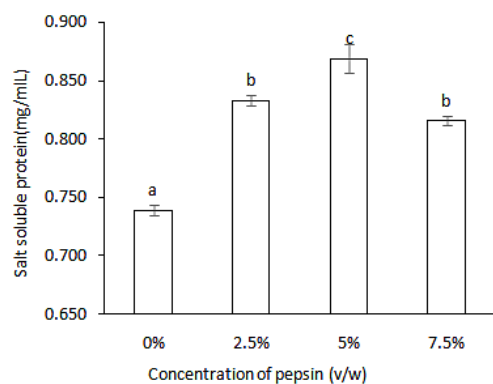 0.900
0.850
0.800
0.750
0.700
0.650
Salt soluble protein(mg/mlL)
a
b
c
b
0% 2.5% 5% 7.5%
Concentration of pepsin (v/w)